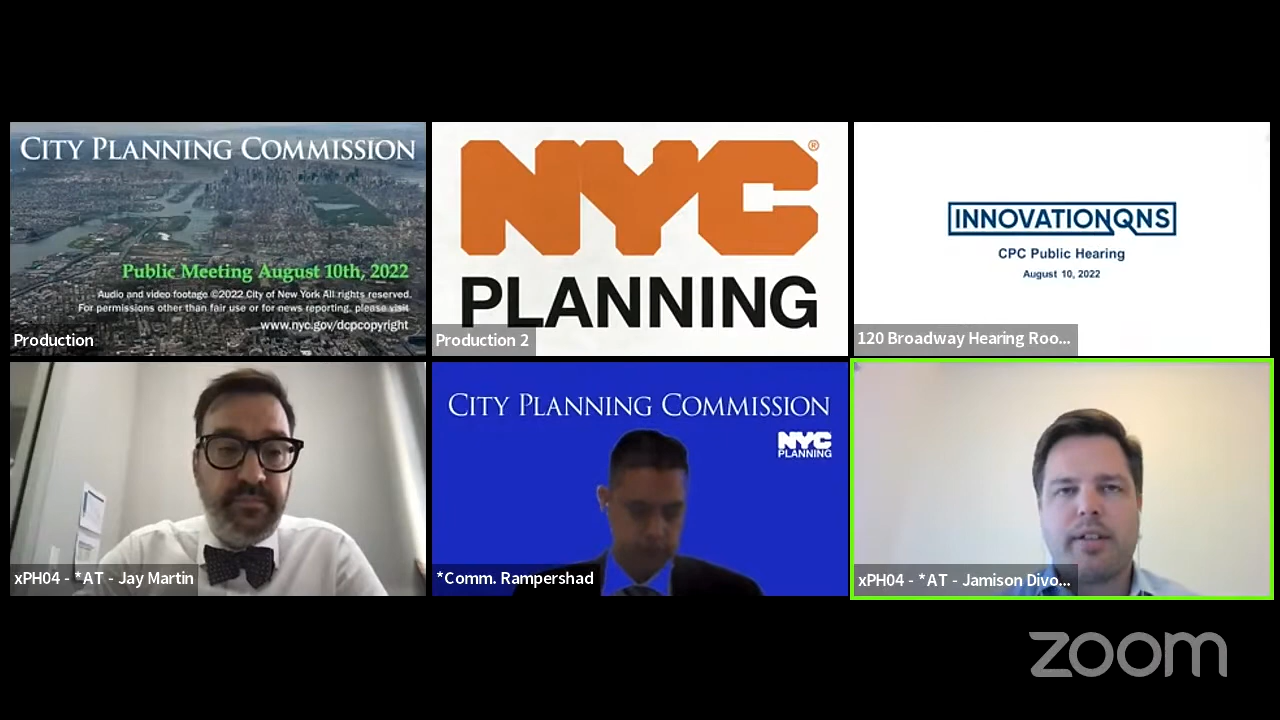 CITY PLANNING COMMISSION
Public Meeting August 10th, 2022
Audio and video footage ©2022 City of New York All rights reserved.
For permissions other than fair use or for news reporting, please visit
www.nyc.gov/dcpcopyright
Production
NYC®
PLANNING
Production 2
INNOVATIONQNS
CPC Public Hearing
August 10, 2022
120 Broadway Hearing Roo...
xPH04 - *AT - Jay Martin
CITY PLANNING COMMISSION
NYC
PLANNING
*Comm. Rampershad
xPH04 - *AT - Jamison Divo...
zoom